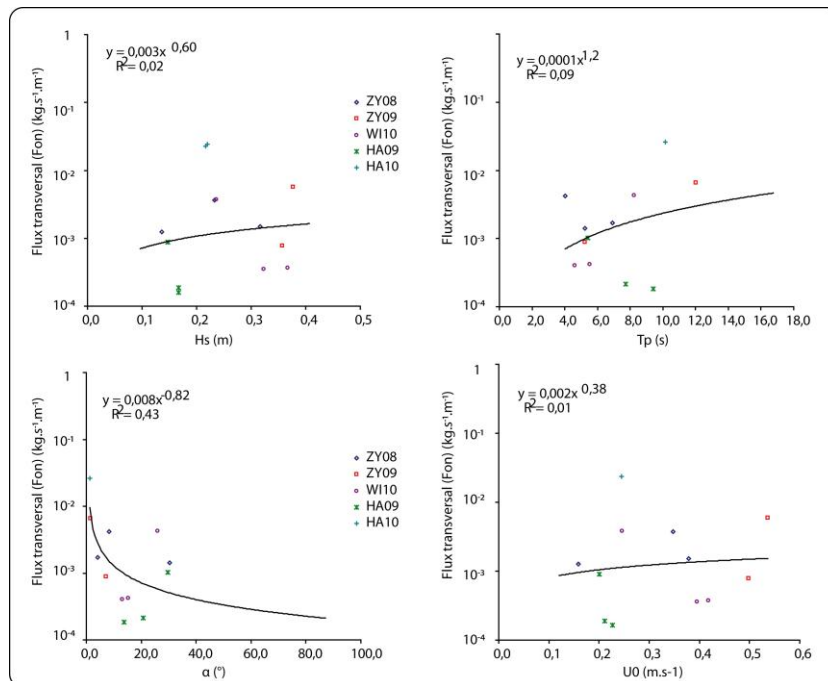 y = 0,003x 0,60
R2 = 0,02
1
10-1
10-2
10-3
10-4
Flux transversal (Fon) (kg.s-1.m-1)
0,0 0,1 0,2 0,3 0,4 0,5
Hs (m)
ZY08
ZY09
WI10
HA09
HA10
y = 0,0001x1,2
R2 = 0,09
1
10-1
10-2
10-3
10-4
Flux transversal (Fon) (kg.s-1.m-1)
0,0 2,0 4,0 6,0 8,0 10,0 12,0 14,0 16,0 18,0
Tp (s)
y = 0,008x-0,82
R2 = 0,43
1
10-1
10-2
10-3
10-4
Flux transversal (Fon) (kg.s-1.m-1)
0,0 20,0 40,0 60,0 80,0 100,0
α (°)
ZY08
ZY09
WI10
HA09
HA10
y = 0,002x 0,38
R2 = 0,01
1
10-1
10-2
10-3
10-4
Flux transversal (Fon) (kg.s-1.m-1)
0,0 0,1 0,2 0,3 0,4 0,5 0,6
U0 (m.s-1)